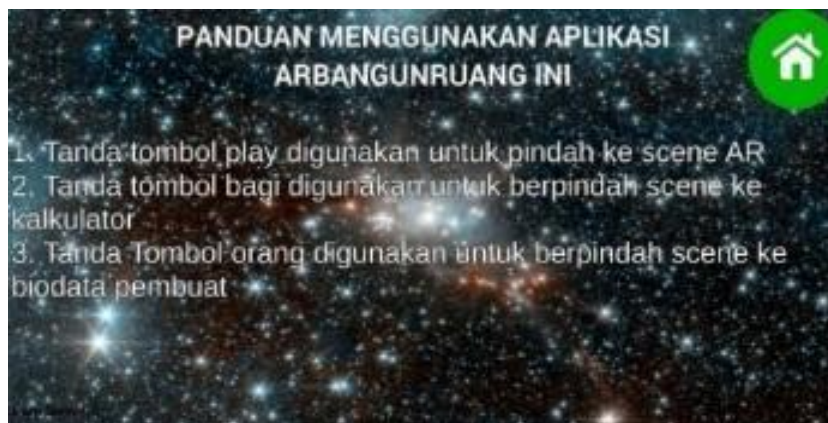 PANDUAN MENGGUNAKAN APLIKASI
ARBANGUNRUANG INI
1. Tanda tombol play digunakan untuk pindah ke scene AR
2. Tanda tombol bagi digunakan untuk berpindah scene ke
kalkulator
3. Tanda Tombol orang digunakan untuk berpindah scene ke
biodata pembuat